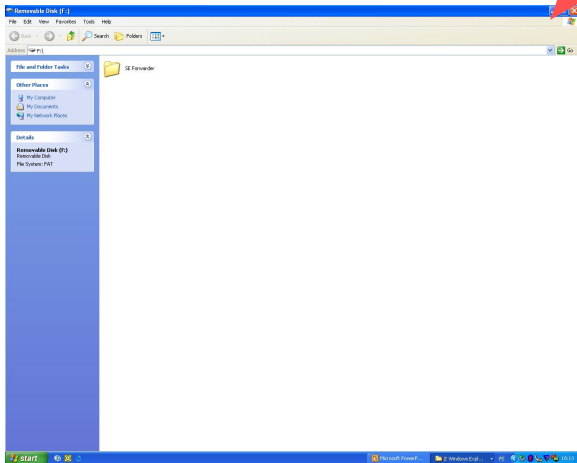 Removable Disk (F:)
File Edit View Favorites Tools Help
Back Search Folders
Address F:\ Go
File and Folder Tasks
SE Forwarder
Other Places
My Computer
My Documents
My Network Places
Details
Removable Disk (F:)
Removable Disk
File System: FAT
start Microsoft PowerP... 2 Windows Expl... 10:13